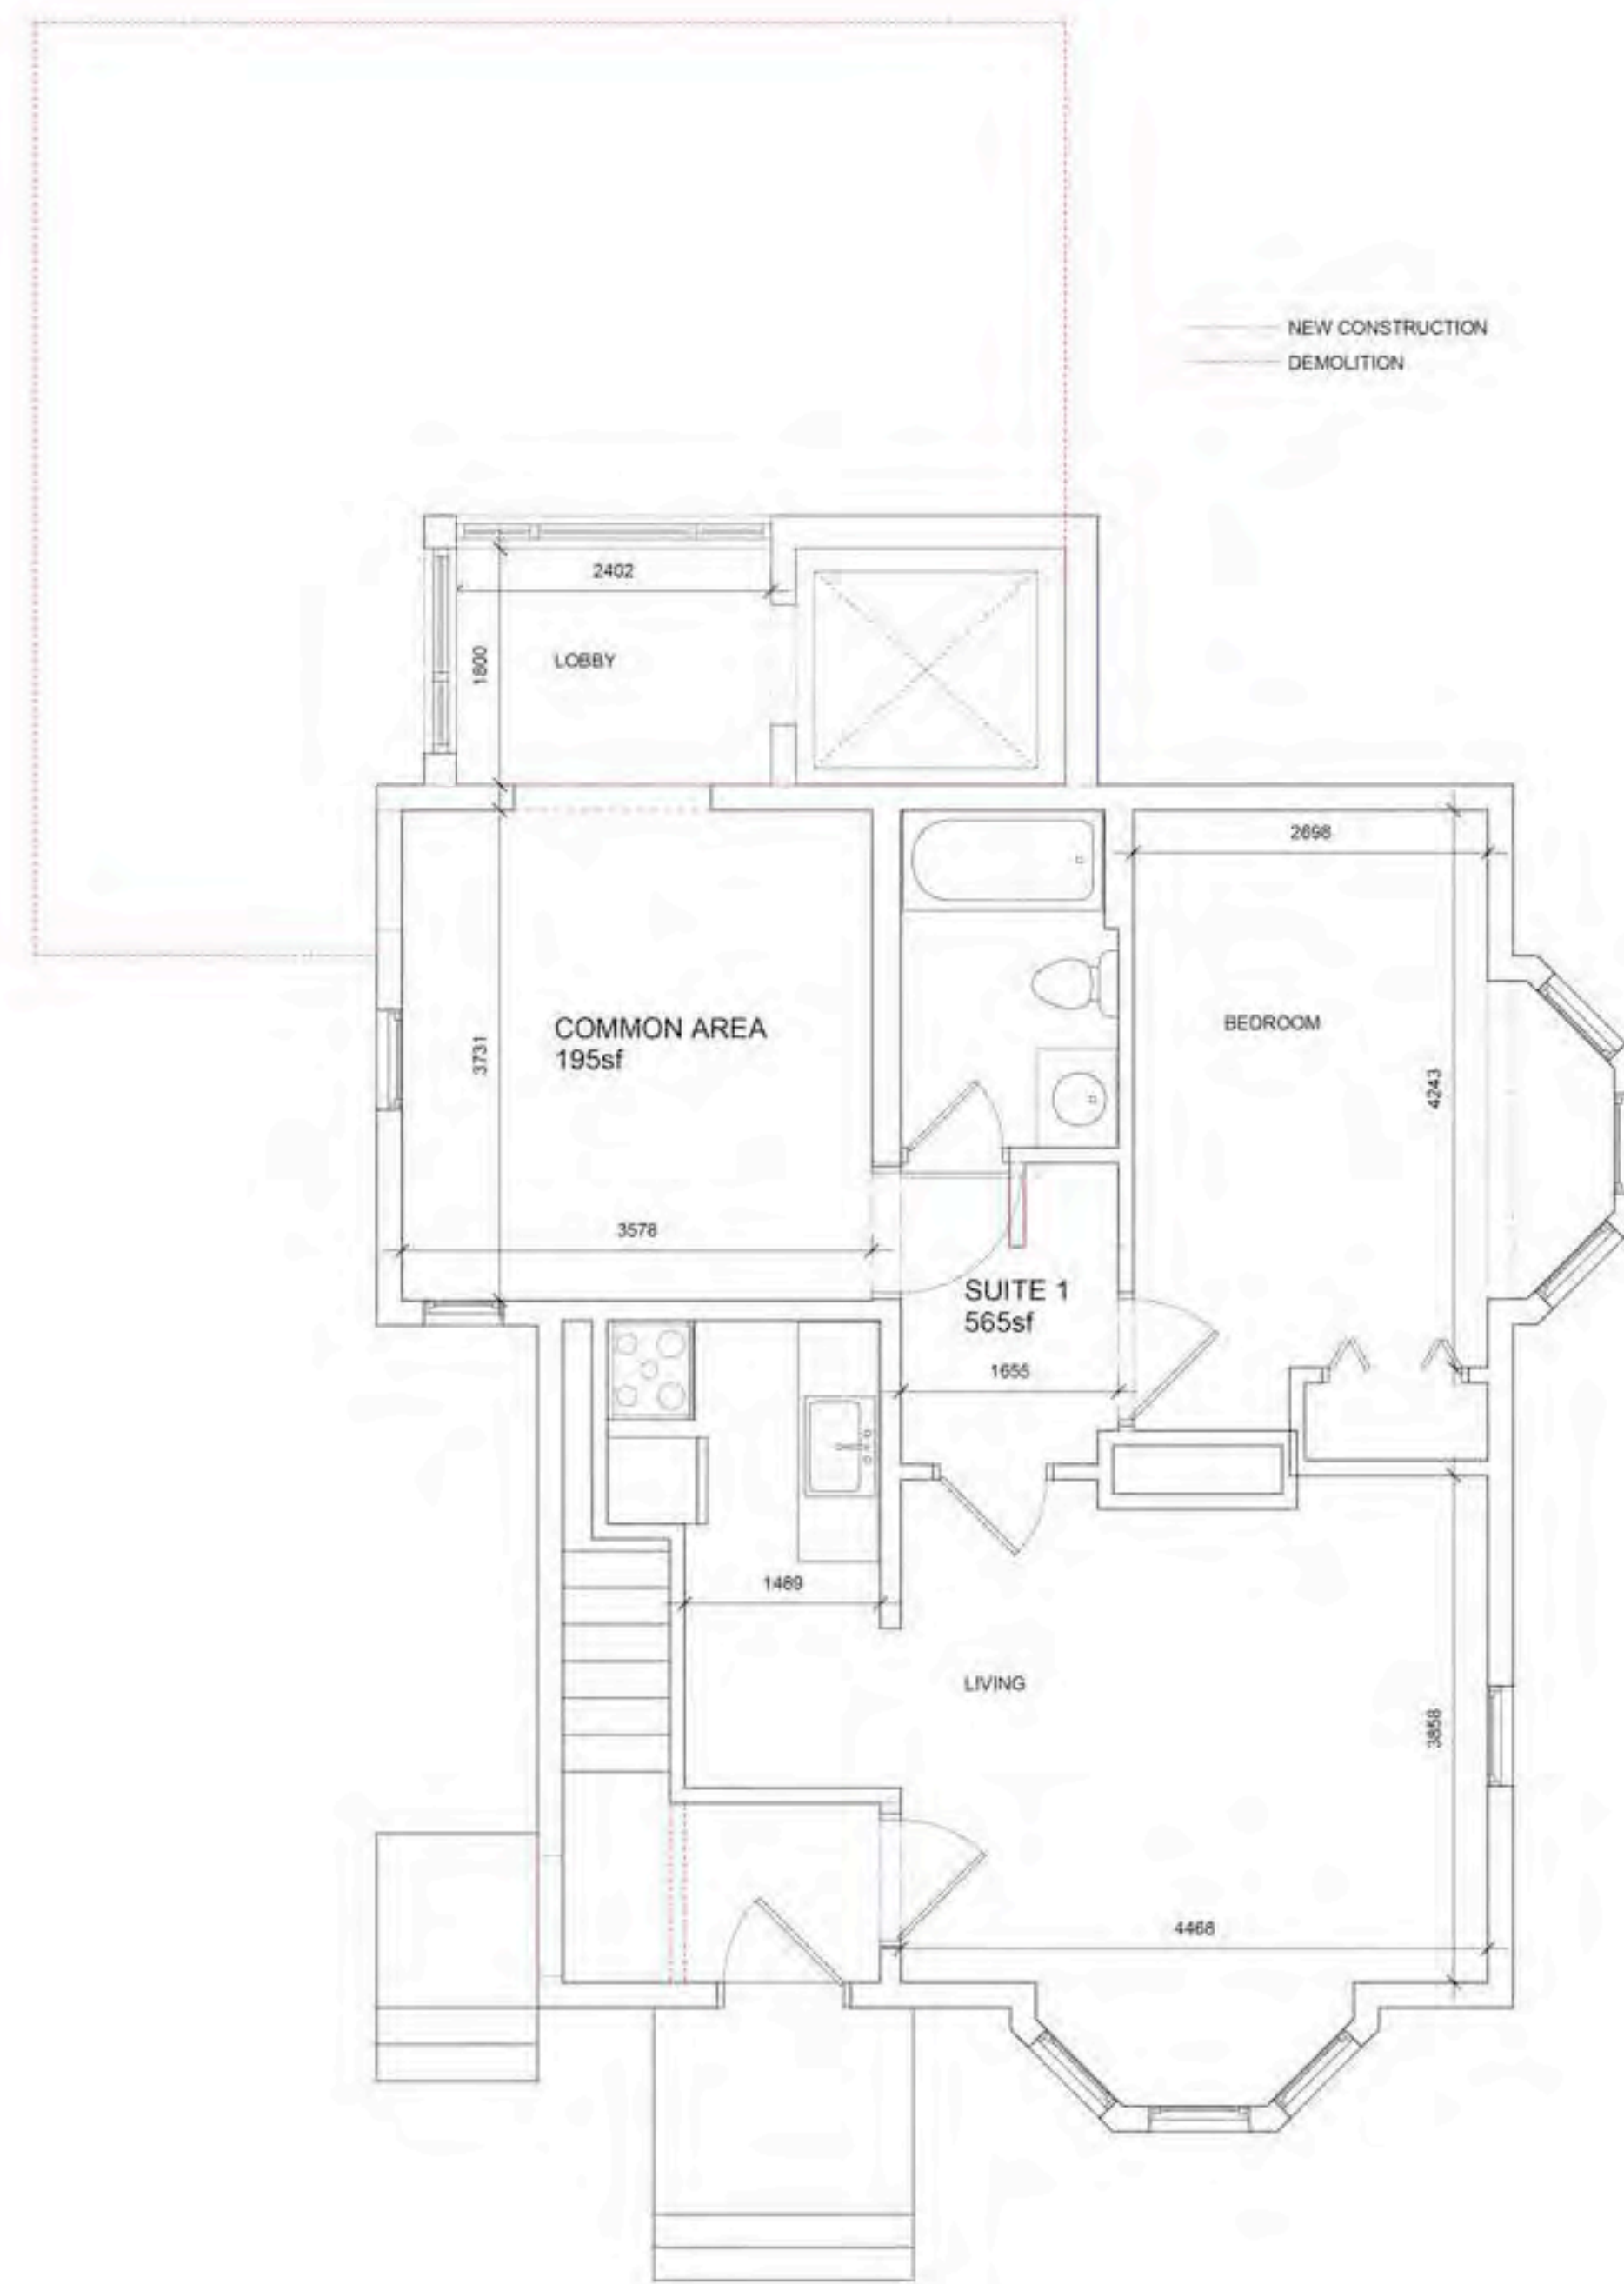 NEW CONSTRUCTION
DEMOLITION
2402
LOBBY
1800
2698
COMMON AREA
195sf
BEDROOM
3731
4243
3578
SUITE 1
565sf
1655
1489
LIVING
3858
4468